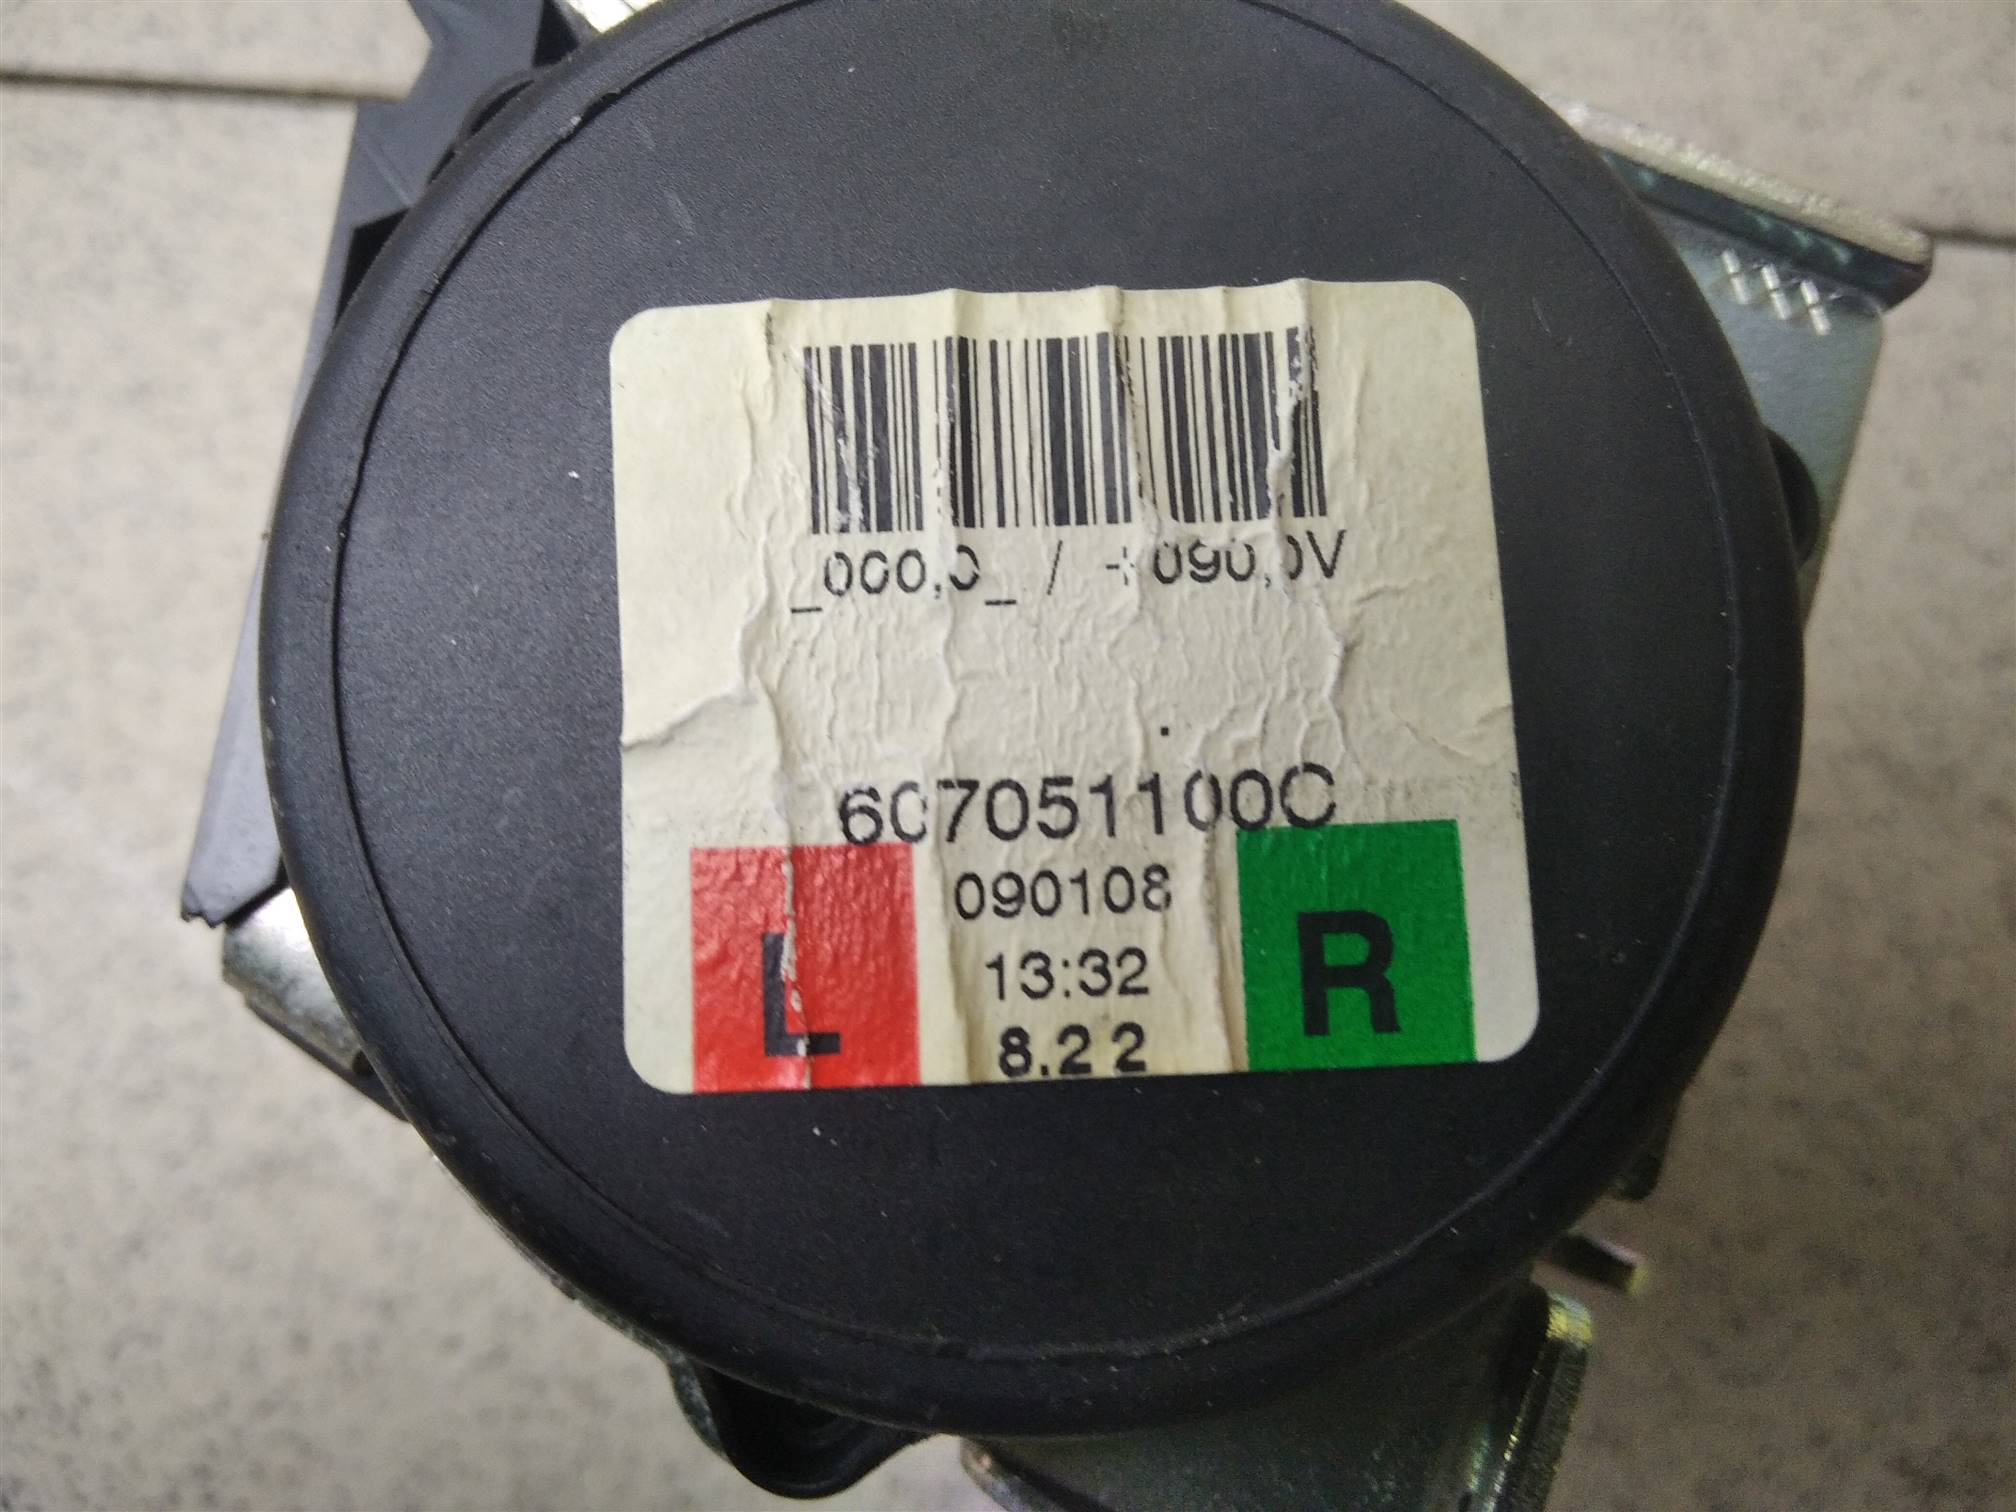 _000,0_ / +090,0V
607051100C
090108
13:32
8.22
L
R